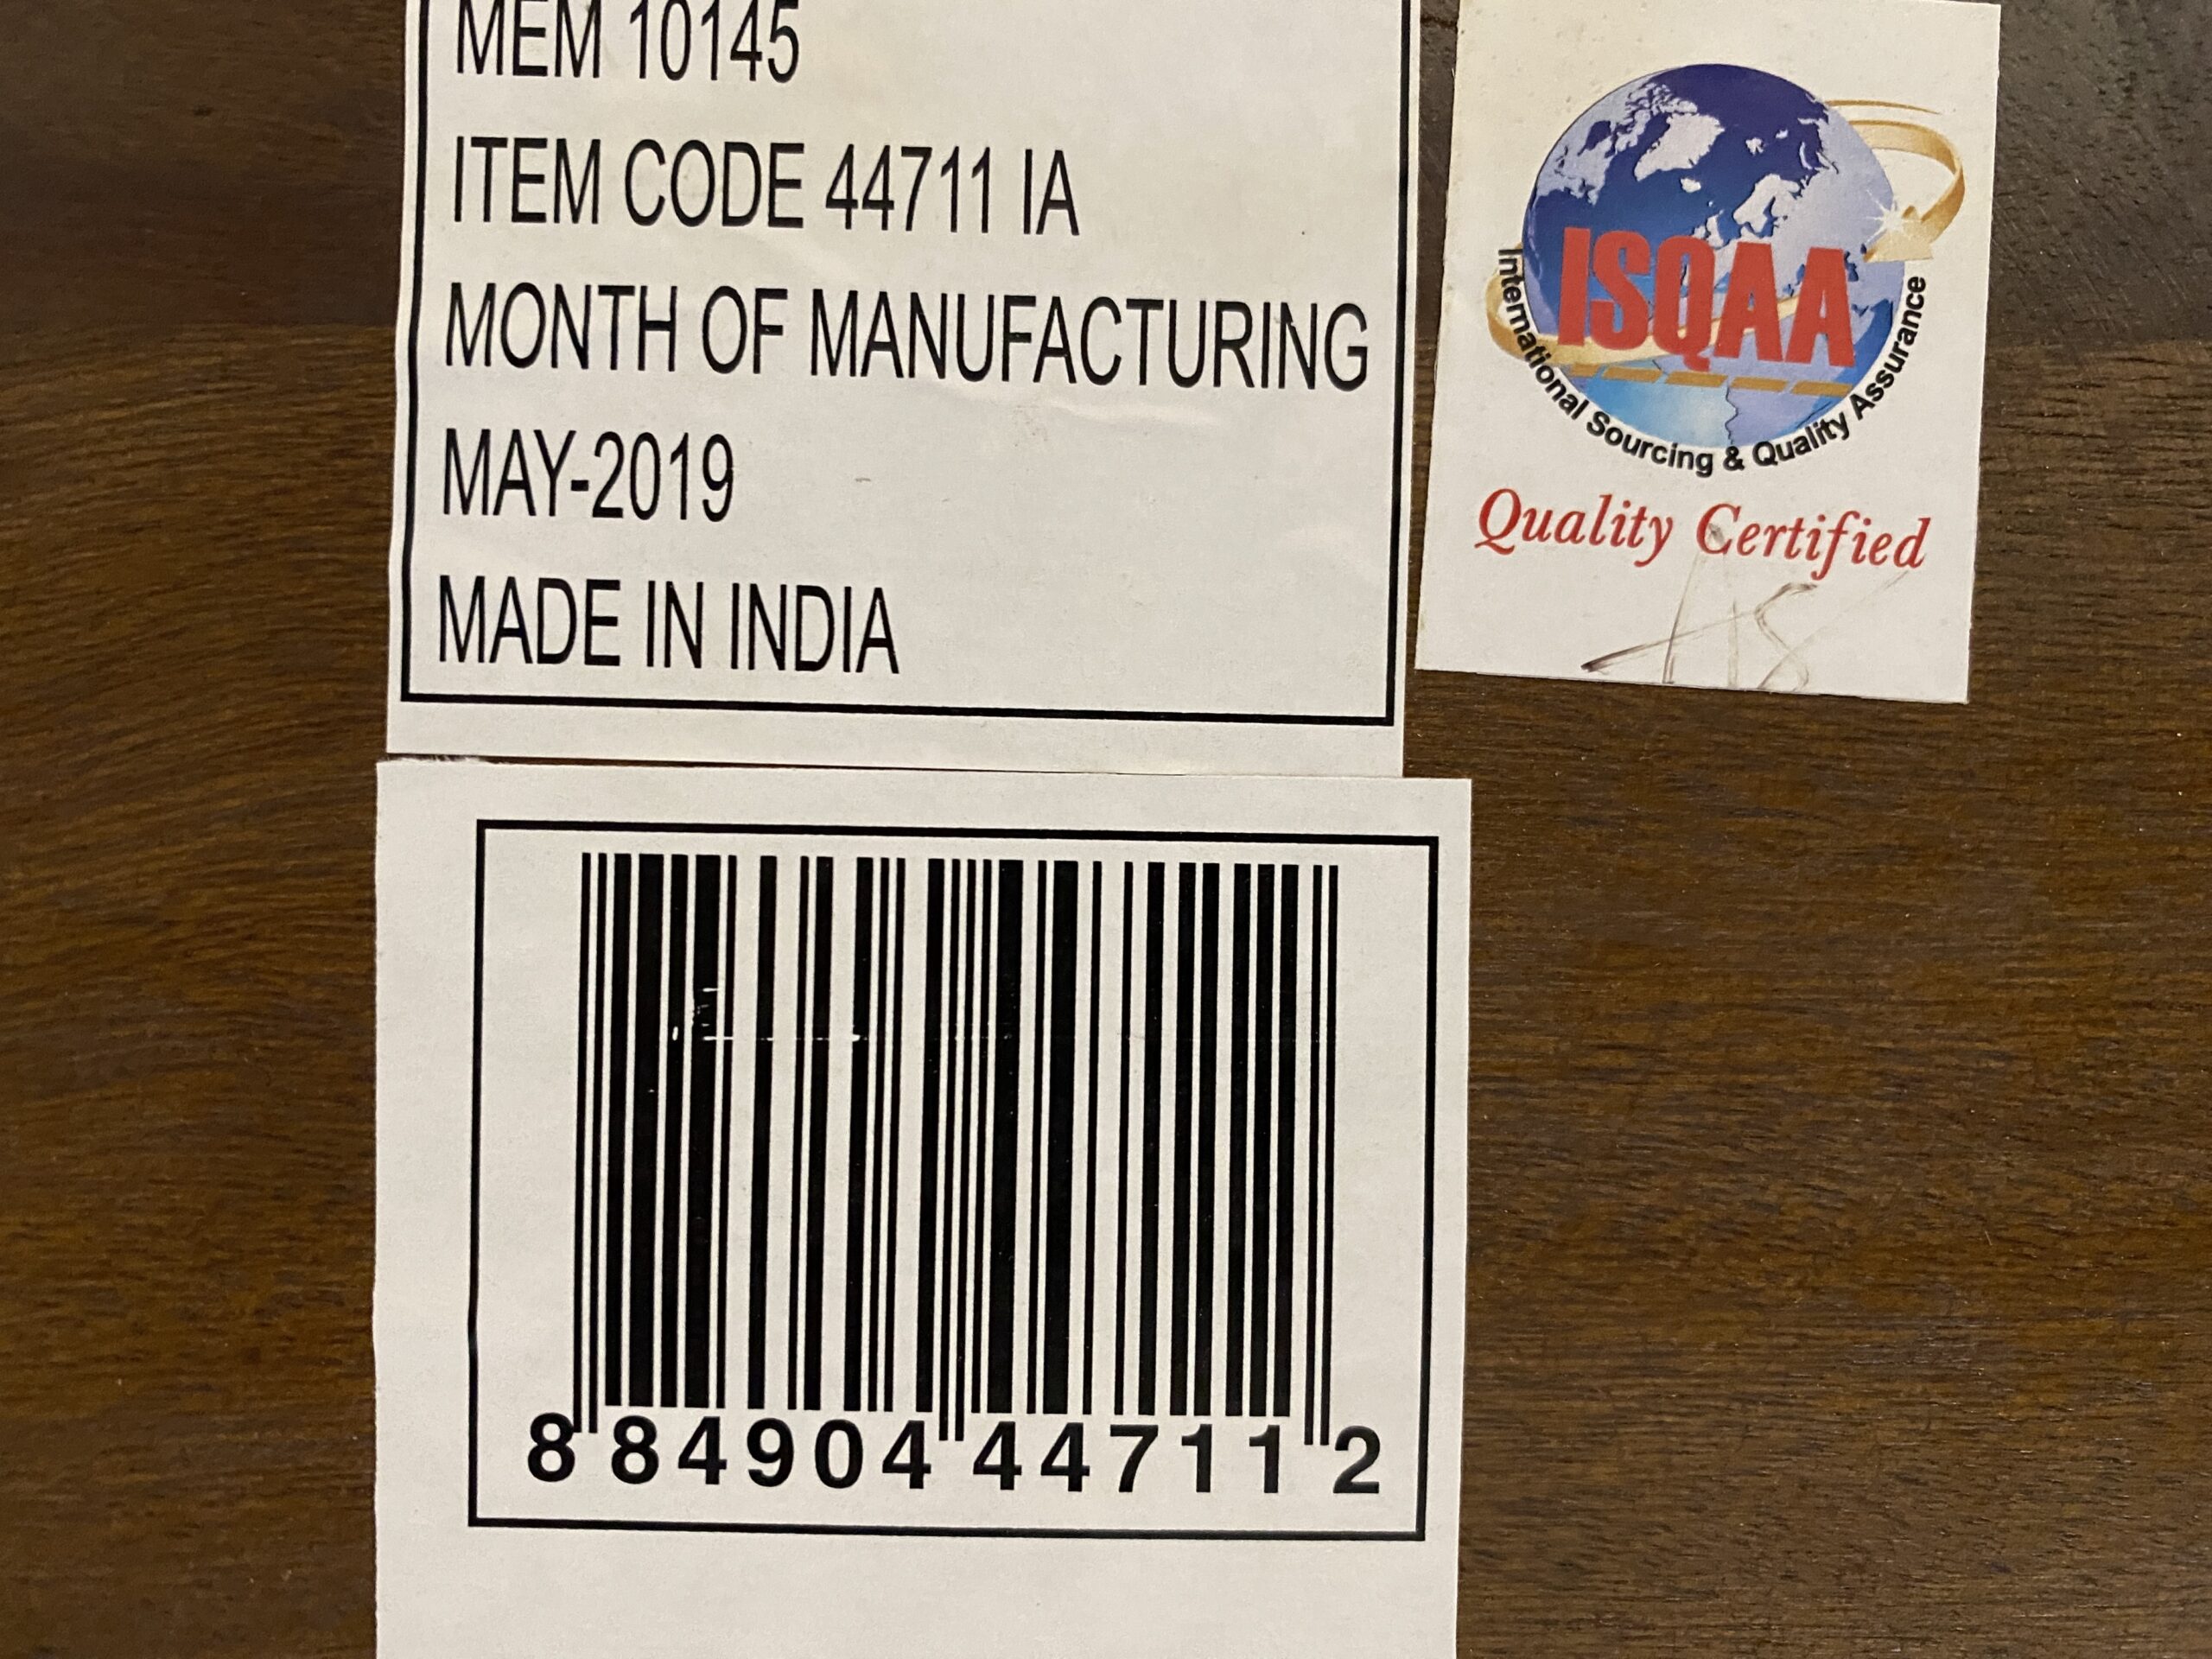 MEM 10145
ITEM CODE 44711 IA
MONTH OF MANUFACTURING
MAY-2019
MADE IN INDIA
ISQAA
International Sourcing & Quality Assurance
Quality Certified
8 84904 44711 2